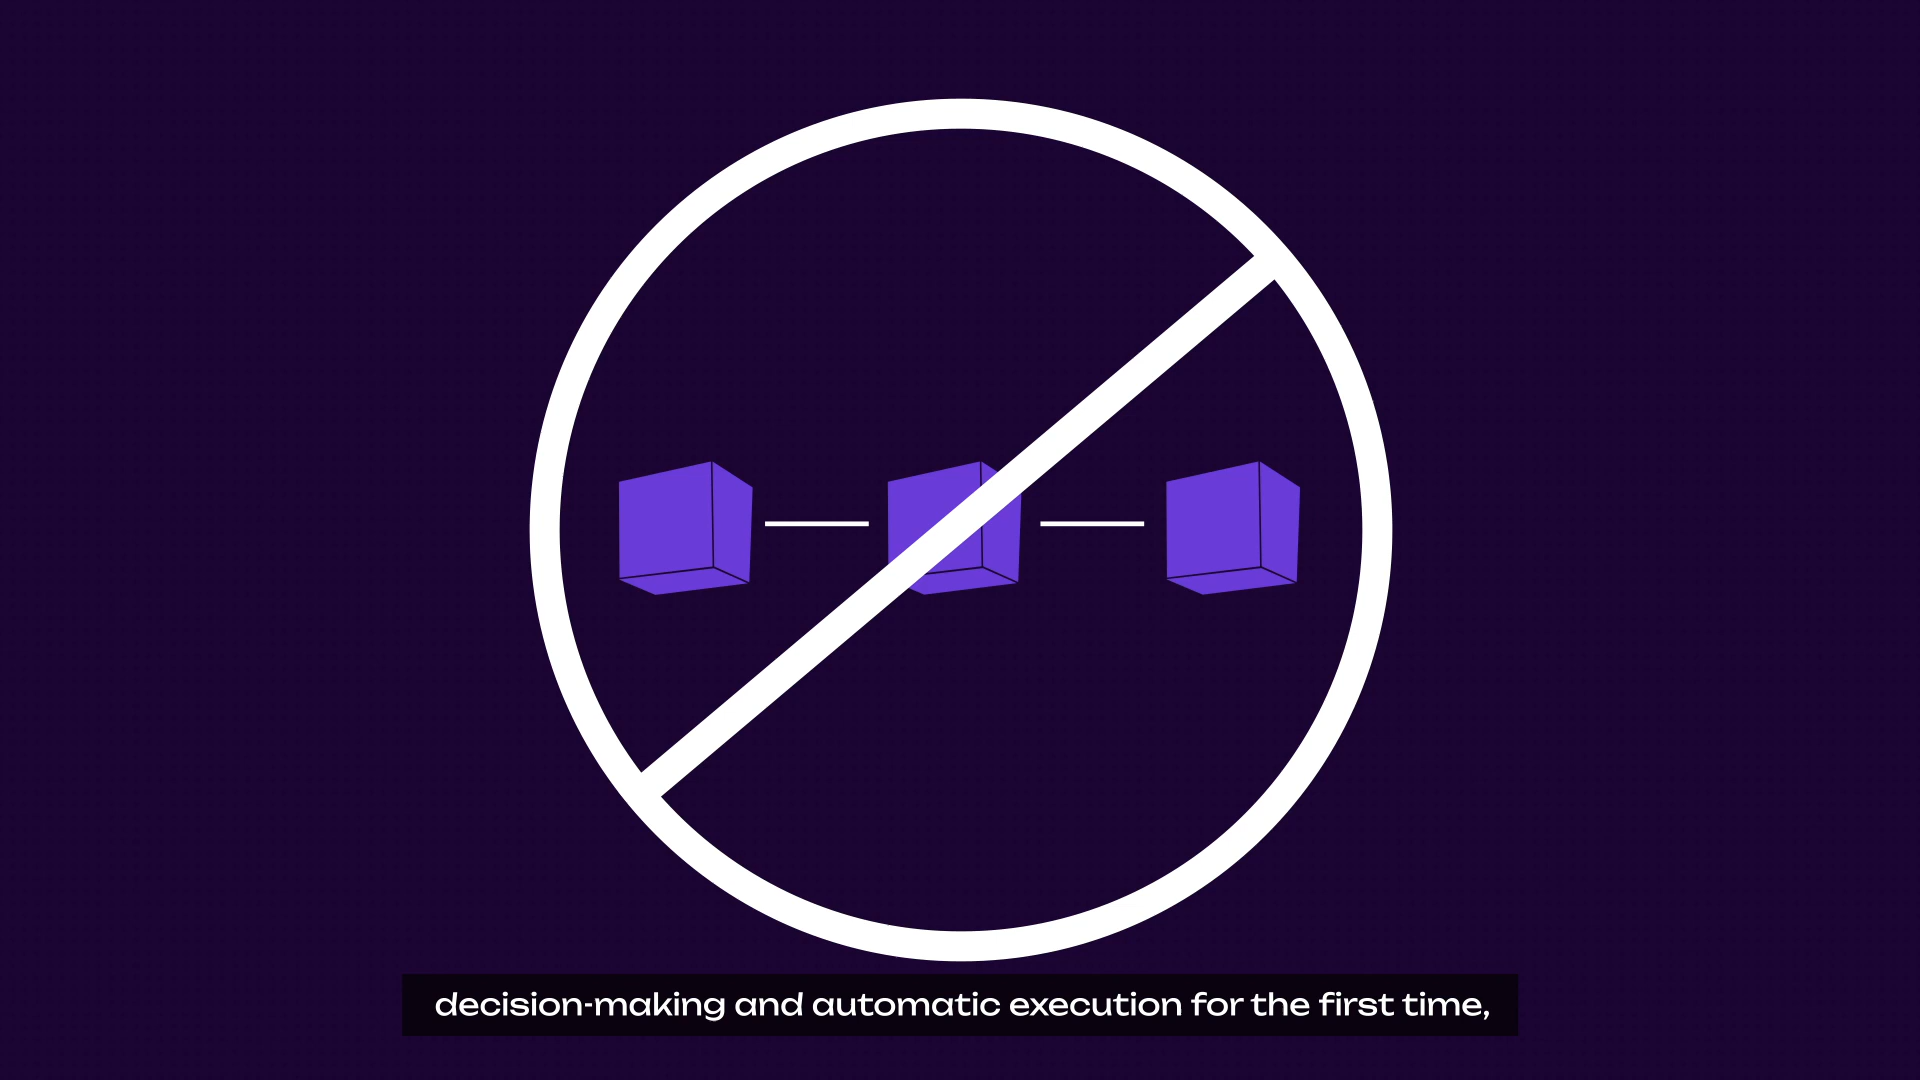 decision-making and automatic execution for the first time,